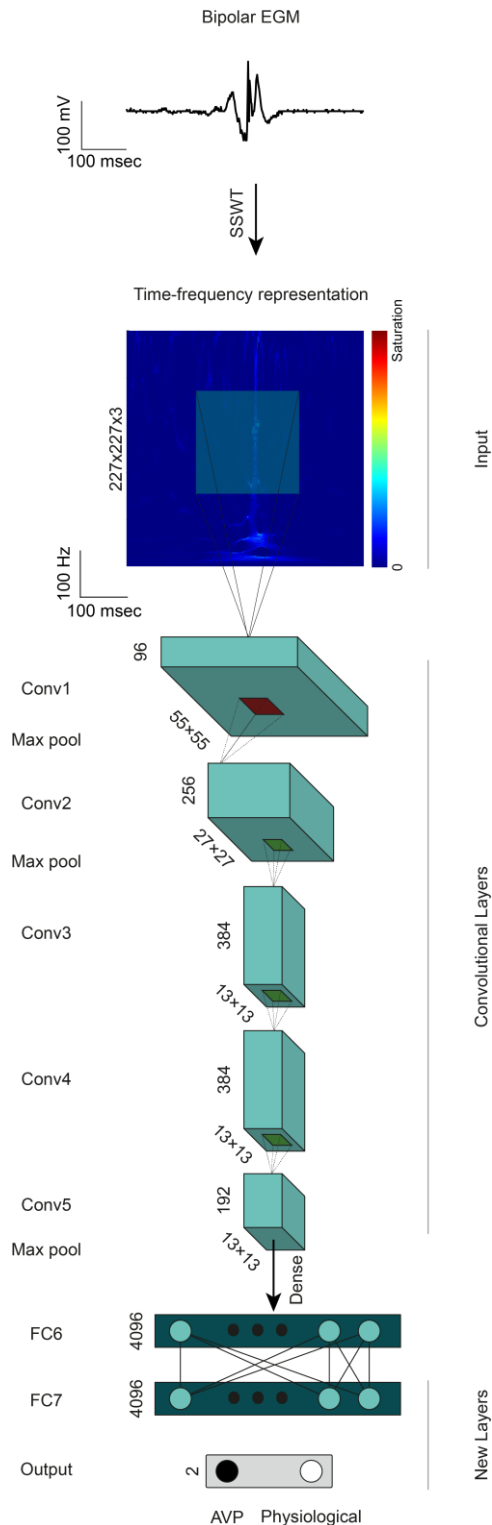 Bipolar EGM
100 mV
100 msec
SSWT
Time-frequency representation
227x227x3
Saturation
0
Input
100 Hz
100 msec
96
Conv1
55×55
Max pool
256
Conv2
27×27
Max pool
384
Conv3
13×13
Convolutional Layers
384
Conv4
13×13
192
Conv5
13×13
Max pool
Dense
FC6
4096
FC7
4096
New Layers
Output
2
AVP Physiological